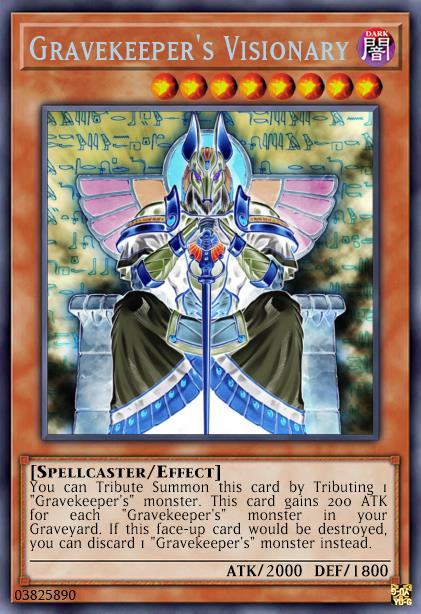 Gravekeeper's Visionary
DARK
闇
[Spellcaster/Effect]
You can Tribute Summon this card by Tributing 1
"Gravekeeper's" monster. This card gains 200 ATK
for each "Gravekeeper's" monster in your
Graveyard. If this face-up card would be destroyed,
you can discard 1 "Gravekeeper's" monster instead.
ATK/2000 DEF/1800
03825890